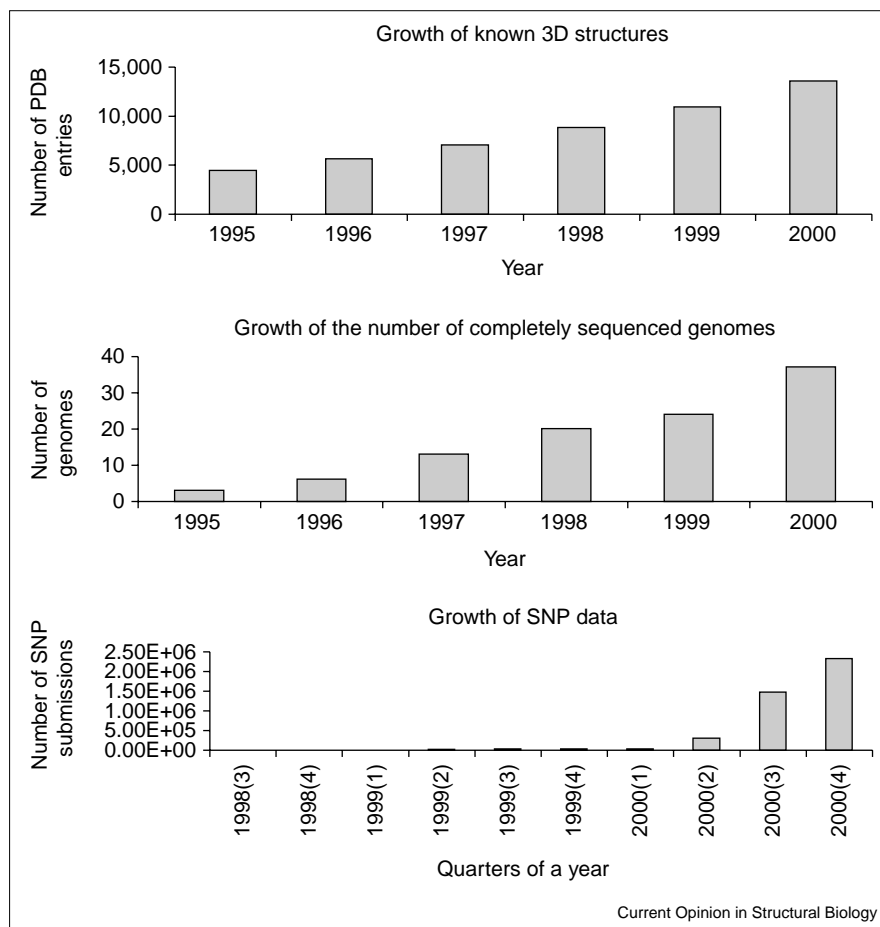 Growth of known 3D structures
Number of PDB
entries
15,000
10,000
5,000
0
1995 1996 1997 1998 1999 2000
Year
Growth of the number of completely sequenced genomes
Number of
genomes
40
30
20
10
0
1995 1996 1997 1998 1999 2000
Year
Growth of SNP data
Number of SNP
submissions
2.50E+06
2.00E+06
1.50E+06
1.00E+06
5.00E+05
0.00E+00
1998(3) 1998(4) 1999(1) 1999(2) 1999(3) 1999(4) 2000(1) 2000(2) 2000(3) 2000(4)
Quarters of a year
Current Opinion in Structural Biology